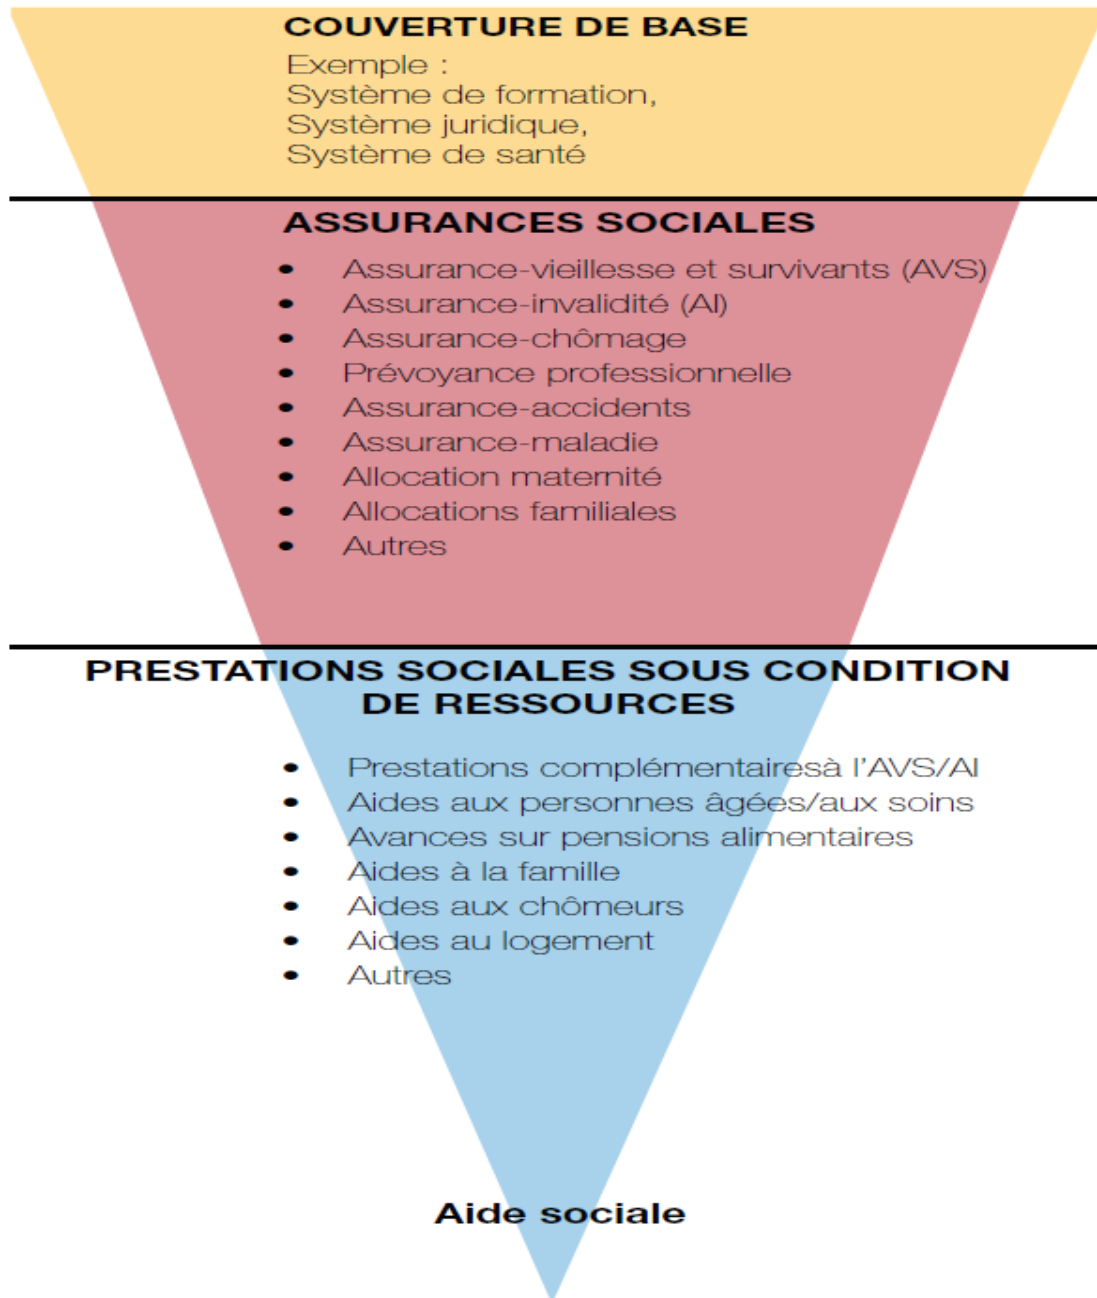 COUVERTURE DE BASE
Exemple :
Système de formation,
Système juridique,
Système de santé
ASSURANCES SOCIALES
• Assurance-vieillesse et survivants (AVS)
• Assurance-invalidité (AI)
• Assurance-chômage
• Prévoyance professionnelle
• Assurance-accidents
• Assurance-maladie
• Allocation maternité
• Allocations familiales
• Autres
PRESTATIONS SOCIALES SOUS CONDITION
DE RESSOURCES
• Prestations complémentairesà l’AVS/AI
• Aides aux personnes âgées/aux soins
• Avances sur pensions alimentaires
• Aides à la famille
• Aides aux chômeurs
• Aides au logement
• Autres
Aide sociale